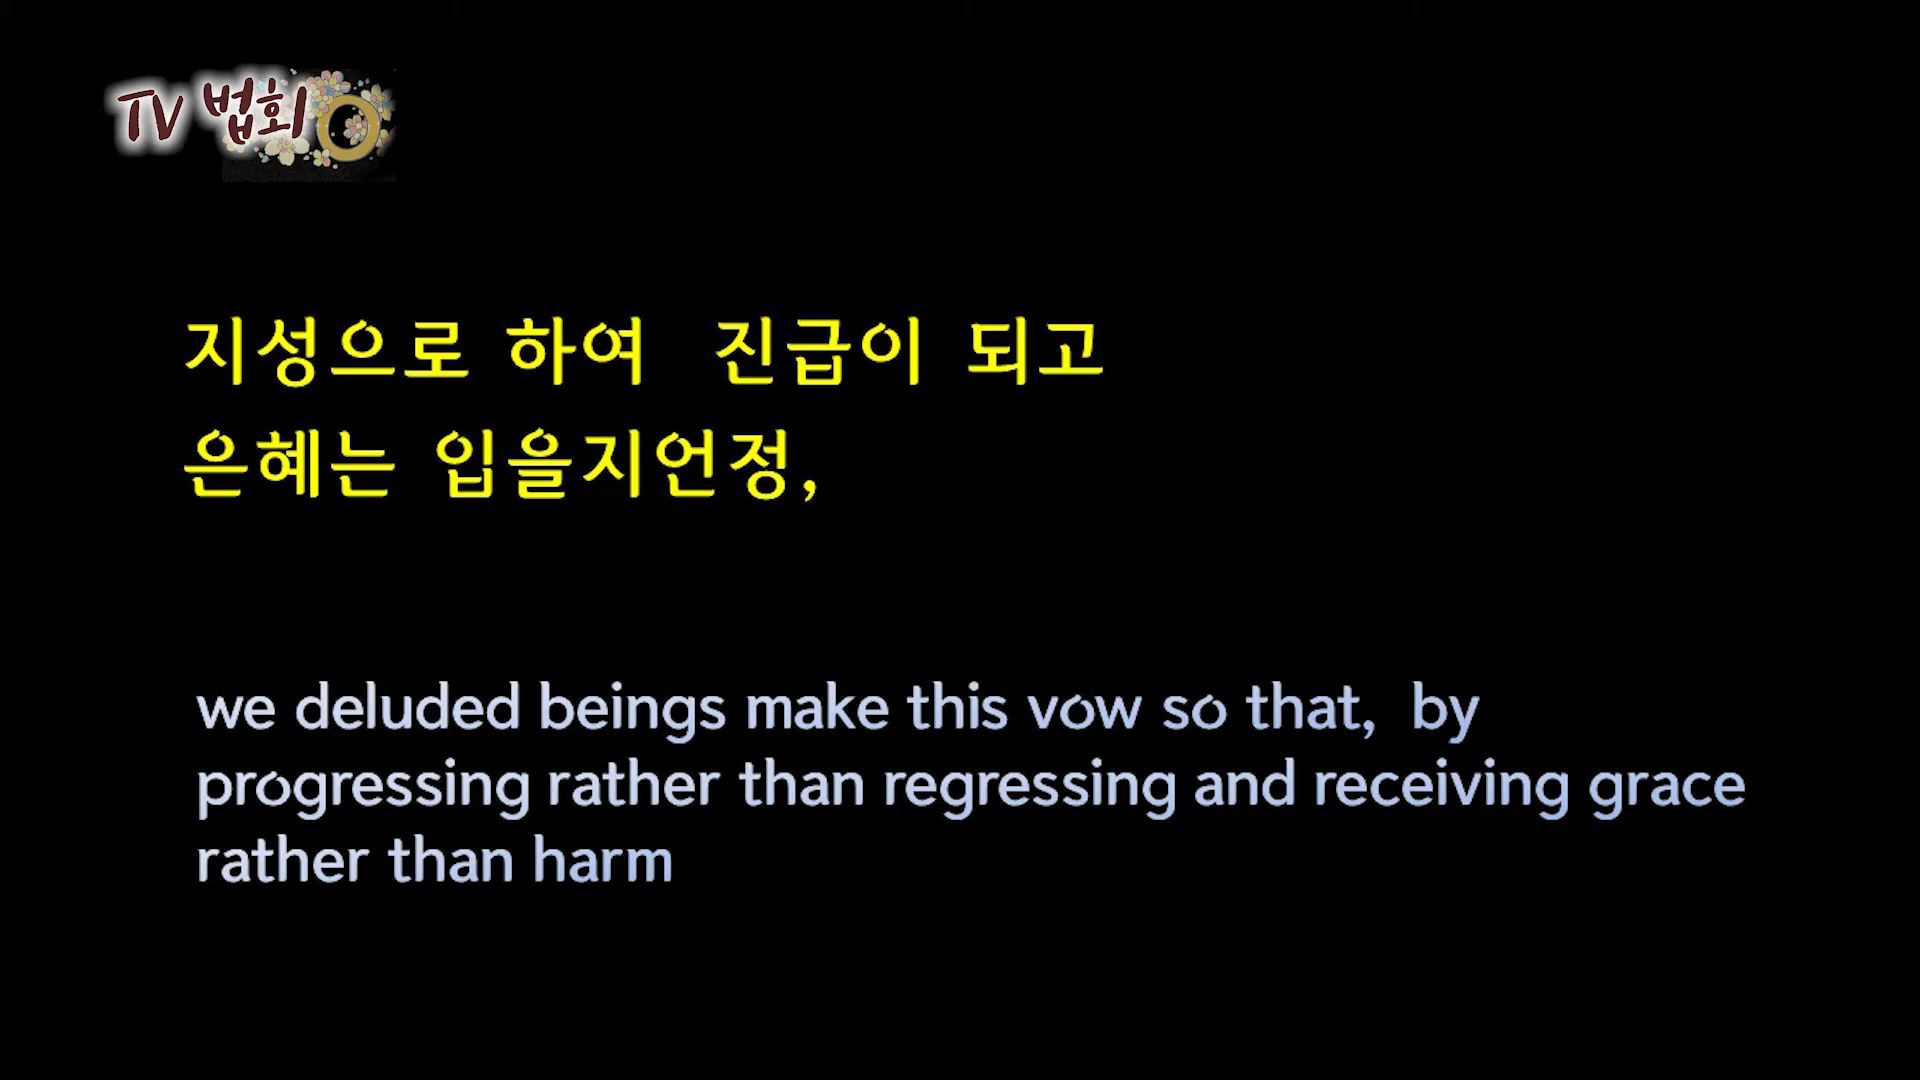 TV 법회
지성으로 하여 진급이 되고
은혜는 입을지언정,
we deluded beings make this vow so that, by
progressing rather than regressing and receiving grace
rather than harm